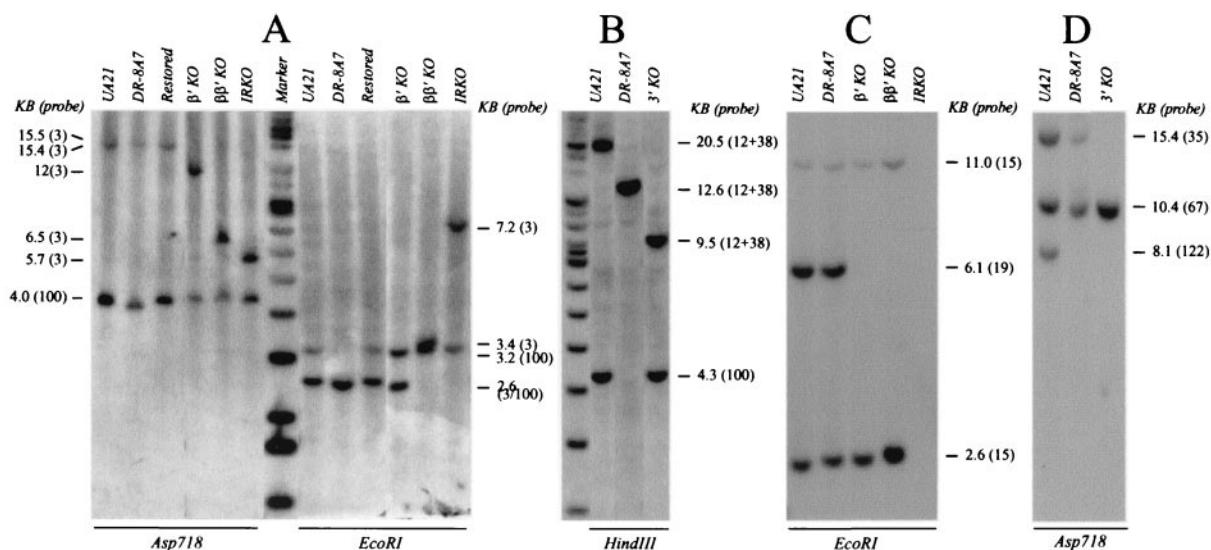 A
B
C
D
UA21
DR-8A7
Restored
β' KO
ββ' KO
IRKO
Marker
UA21
DR-8A7
Restored
β' KO
ββ' KO
IRKO
KB (probe)
15.5 (3)
15.4 (3)
12(3)
6.5 (3)
5.7 (3)
4.0 (100)
KB (probe)
7.2 (3)
3.4 (3)
3.2 (100)
2.6
(3/100)
Asp718
EcoRI
UA21
DR-8A7
3' KO
KB (probe)
20.5 (12+38)
12.6 (12+38)
9.5 (12+38)
4.3 (100)
HindIII
UA21
DR-8A7
β' KO
ββ' KO
IRKO
KB (probe)
11.0 (15)
6.1 (19)
2.6 (15)
EcoRI
UA21
DR-8A7
3' KO
KB (probe)
15.4 (35)
10.4 (67)
8.1 (122)
Asp718